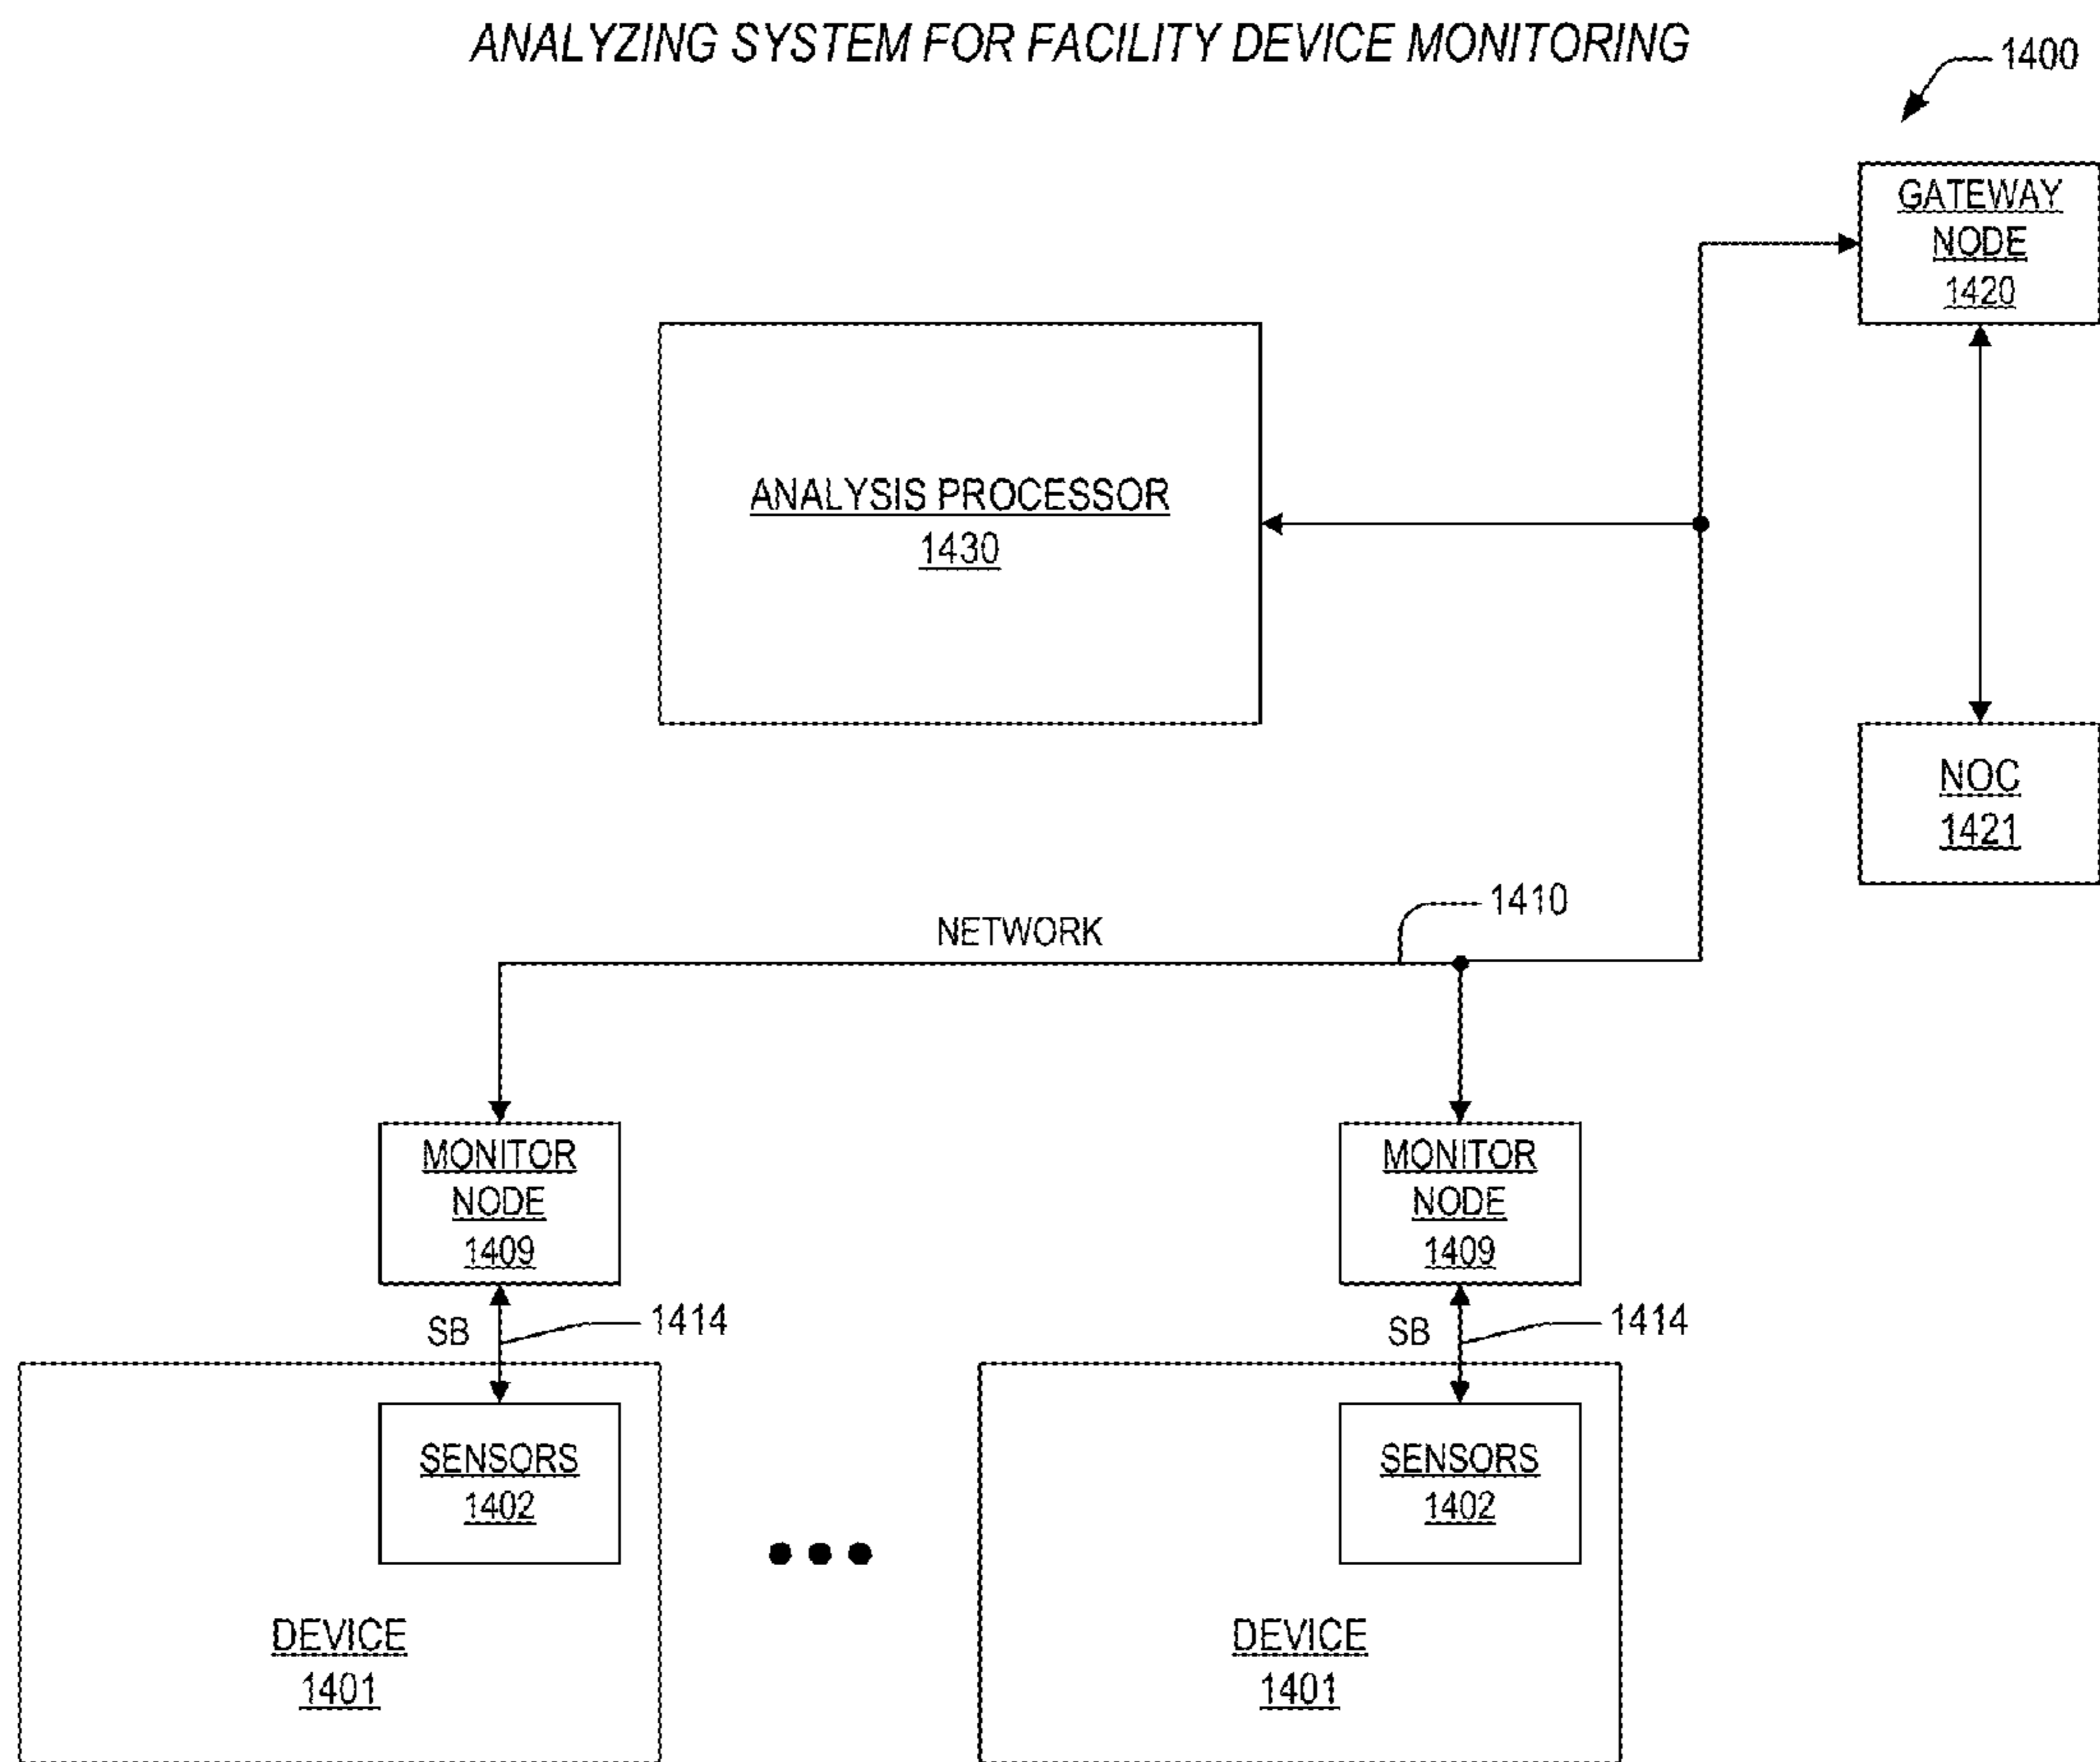 ANALYZING SYSTEM FOR FACILITY DEVICE MONITORING
1400
GATEWAY
NODE
1420
ANALYSIS PROCESSOR
1430
NOC
1421
1410
NETWORK
MONITOR
NODE
1409
MONITOR
NODE
1409
SB
1414
SB
1414
SENSORS
1402
SENSORS
1402
DEVICE
1401
DEVICE
1401